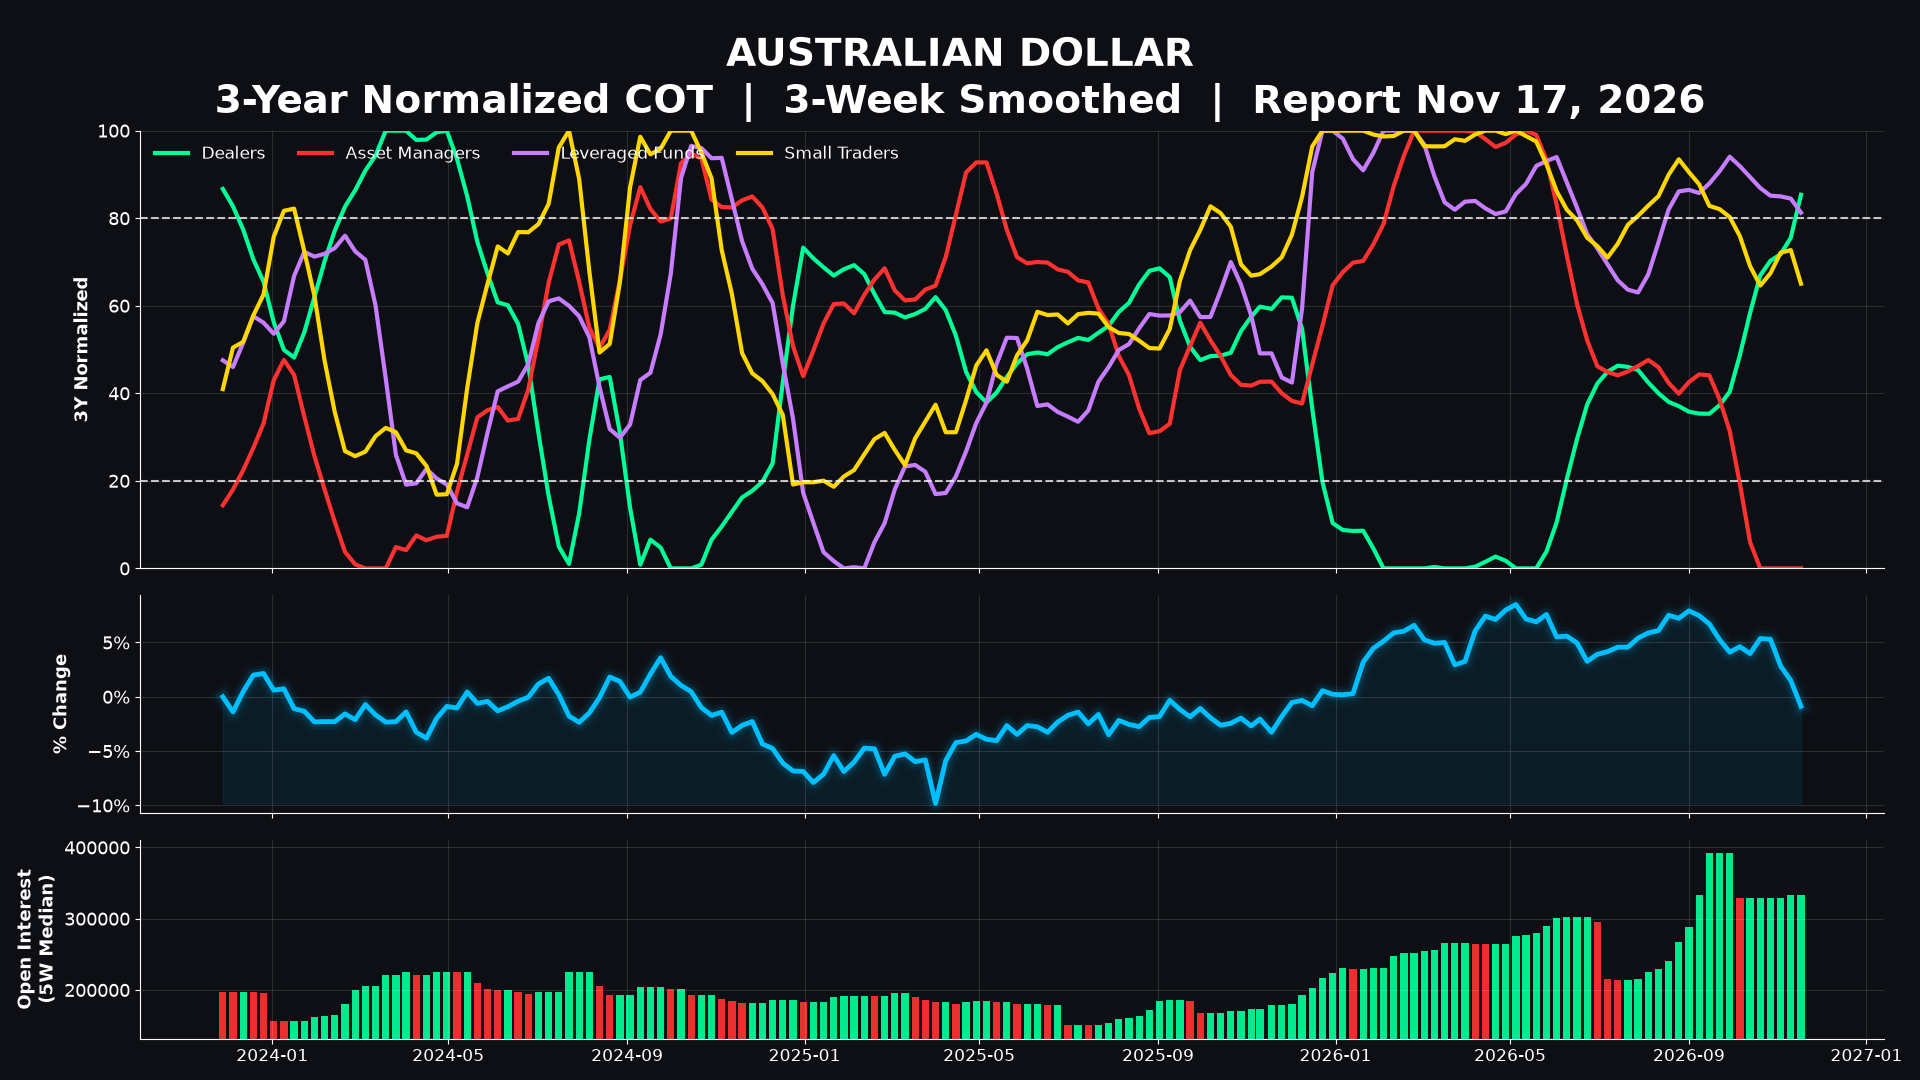 AUSTRALIAN DOLLAR
3-Year Normalized COT | 3-Week Smoothed | Report Nov 17, 2026
Dealers
Asset Managers
Leveraged Funds
Small Traders
3Y Normalized
100
80
60
40
20
0
% Change
5%
0%
−5%
−10%
Open Interest
(5W Median)
400000
300000
200000
2024-01
2024-05
2024-09
2025-01
2025-05
2025-09
2026-01
2026-05
2026-09
2027-01